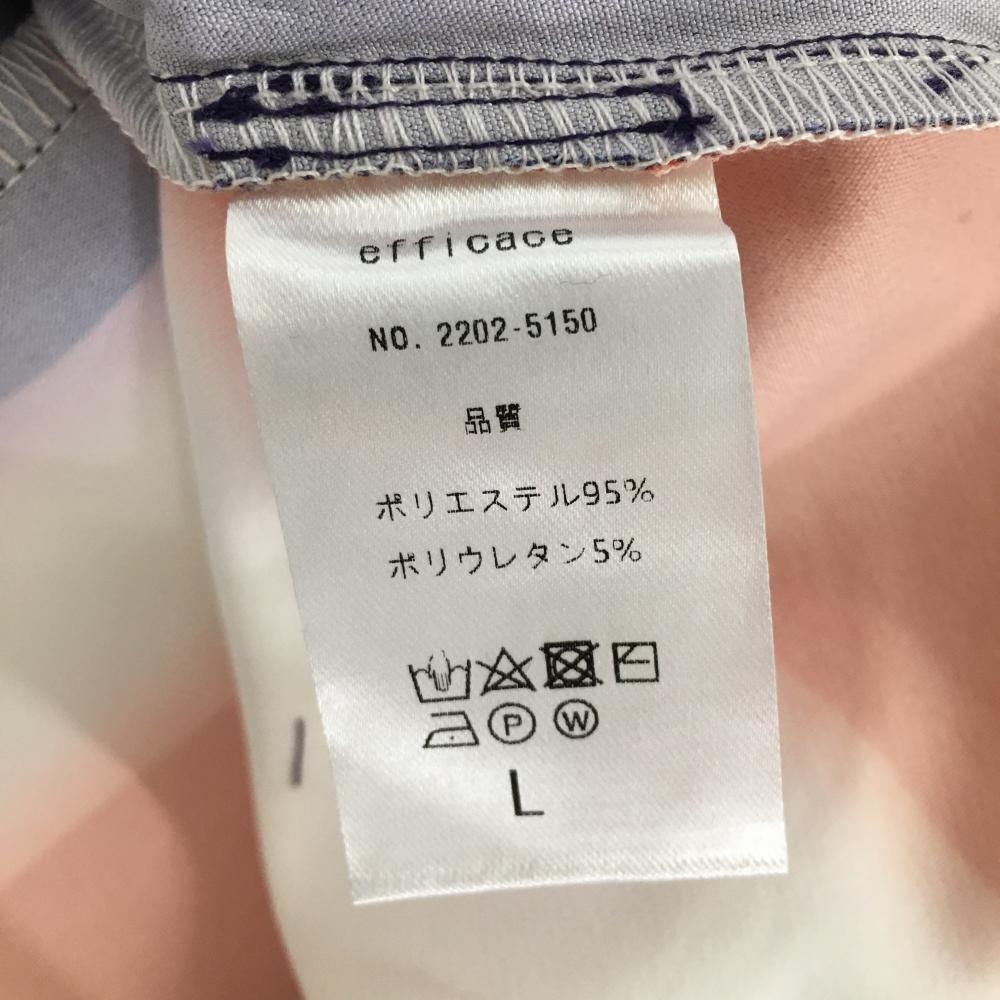 efficace
NO. 2202-5150
品質
ポリエステル95%
ポリウレタン5%
P W
L